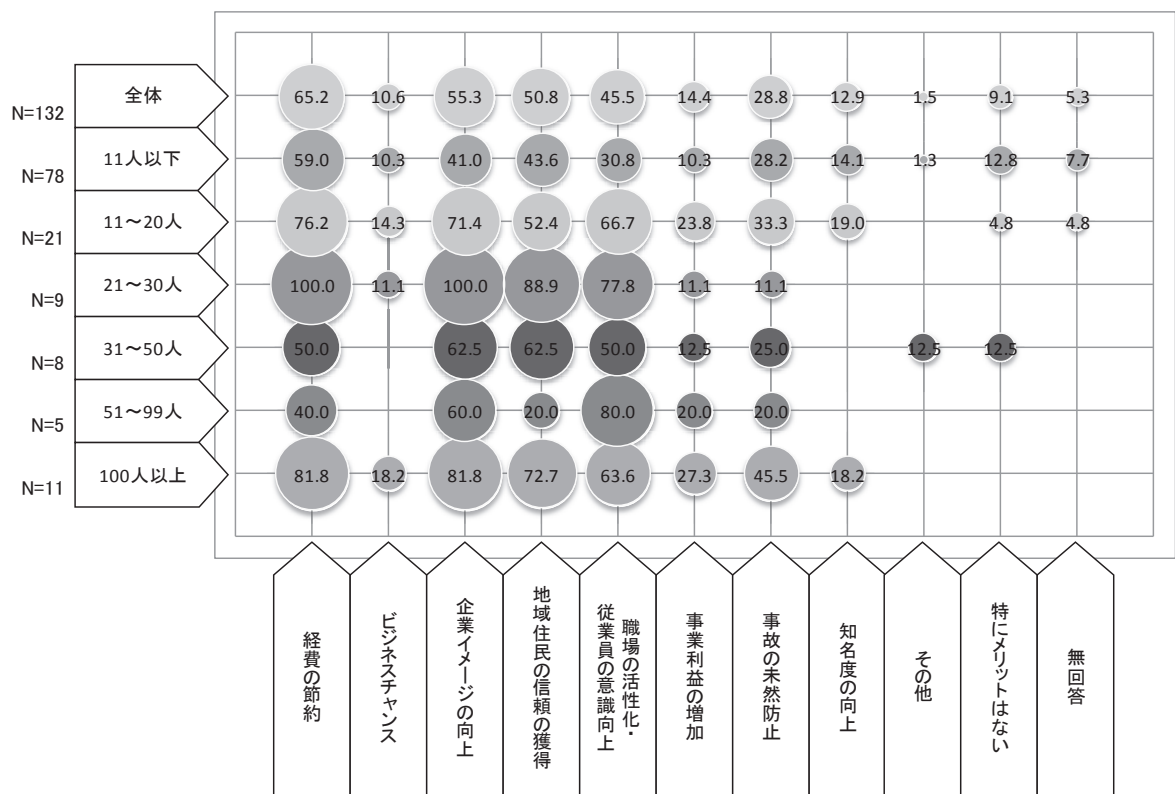 全体
N=132
65.2 10.6 55.3 50.8 45.5 14.4 28.8 12.9 1.5 9.1 5.3
11人以下
N=78
59.0 10.3 41.0 43.6 30.8 10.3 28.2 14.1 1.3 12.8 7.7
11～20人
N=21
76.2 14.3 71.4 52.4 66.7 23.8 33.3 19.0 4.8 4.8
21～30人
N=9
100.0 11.1 100.0 88.9 77.8 11.1 11.1
31～50人
N=8
50.0 62.5 62.5 50.0 12.5 25.0 12.5 12.5
51～99人
N=5
40.0 60.0 20.0 80.0 20.0 20.0
100人以上
N=11
81.8 18.2 81.8 72.7 63.6 27.3 45.5 18.2
経費の節約
ビジネスチャンス
企業イメージの向上
地域住民の信頼の獲得
職場の活性化・
従業員の意識向上
事業利益の増加
事故の未然防止
知名度の向上
その他
特にメリットはない
無回答